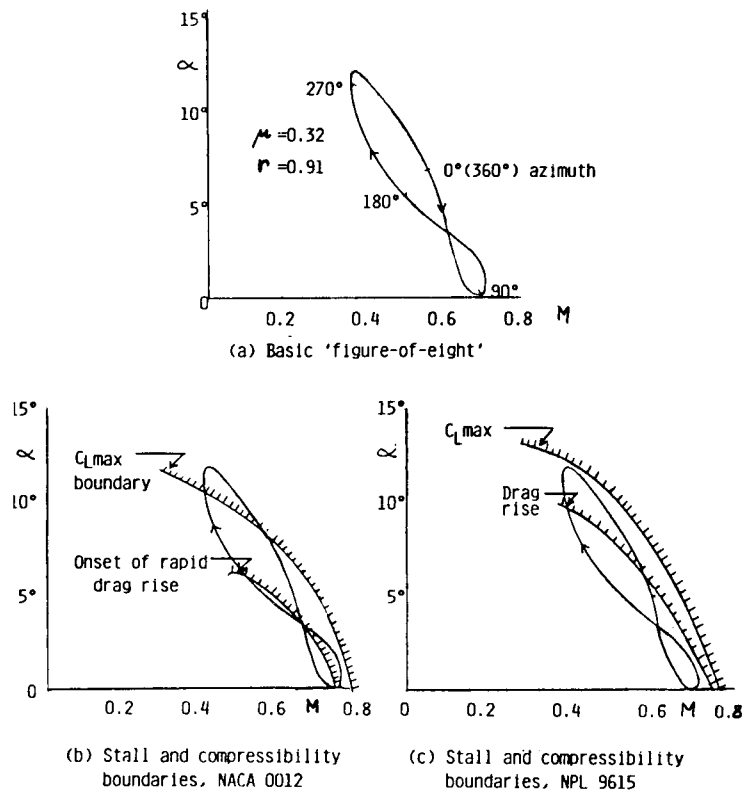 15°
α
10°
270°
μ =0.32
r =0.91
0°(360°) azimuth
180°
5°
90°
0
0.2 0.4 0.6 0.8 M
(a) Basic 'figure-of-eight'
15°
α
C_Lmax
boundary
10°
Onset of rapid
drag rise
5°
0
0.2 0.4 0.6 M 0.8
(b) Stall and compressibility
boundaries, NACA 0012
15°
α
C_Lmax
Drag
rise
10°
5°
0 0.2 0.4 0.6 M 0.8
(c) Stall and compressibility
boundaries, NPL 9615